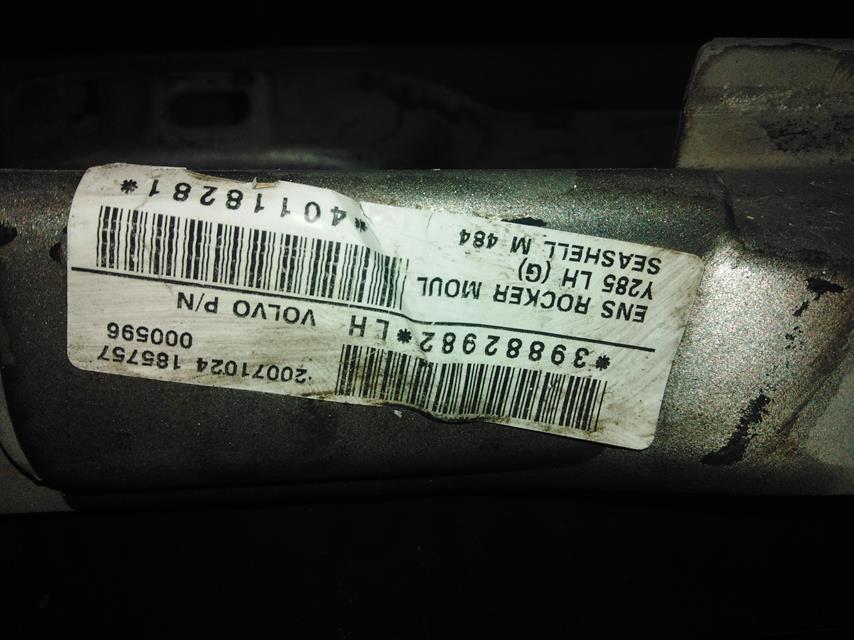 20071024 185757
000596
*39882982*LH VOLVO P/N
ENS ROCKER MOUL
Y285 LH (G)
SEASHELL M 484
*40118281*